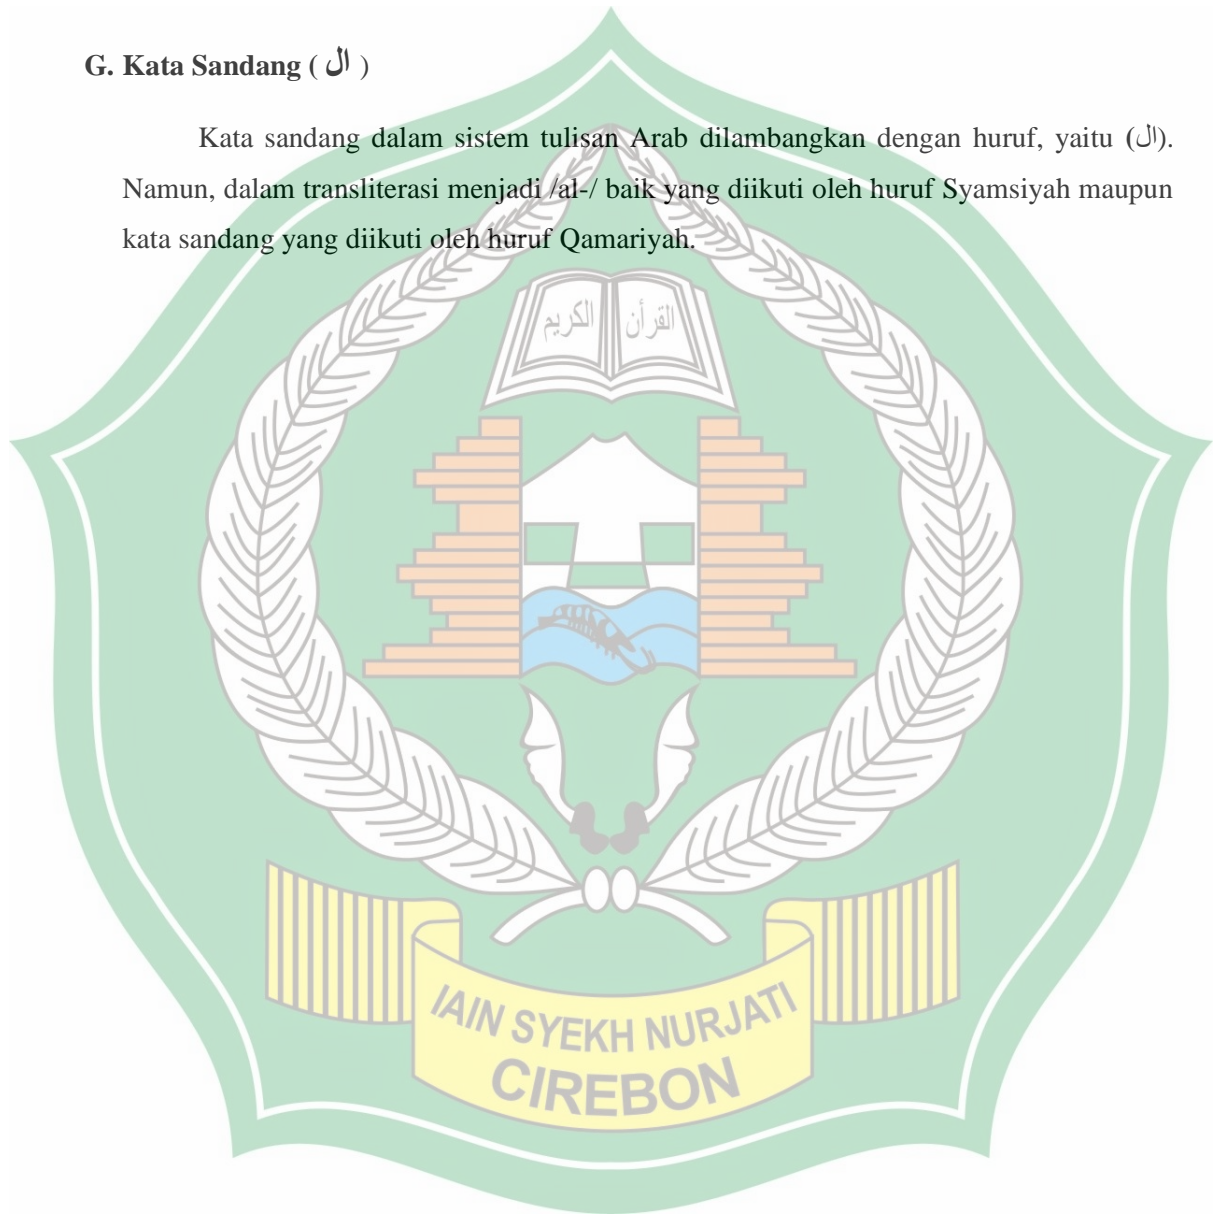 G. Kata Sandang ( ال )
Kata sandang dalam sistem tulisan Arab dilambangkan dengan huruf, yaitu (ال).
Namun, dalam transliterasi menjadi /al-/ baik yang diikuti oleh huruf Syamsiyah maupun
kata sandang yang diikuti oleh huruf Qamariyah.
القرأن
الكريم
IAIN SYEKH NURJATI
CIREBON